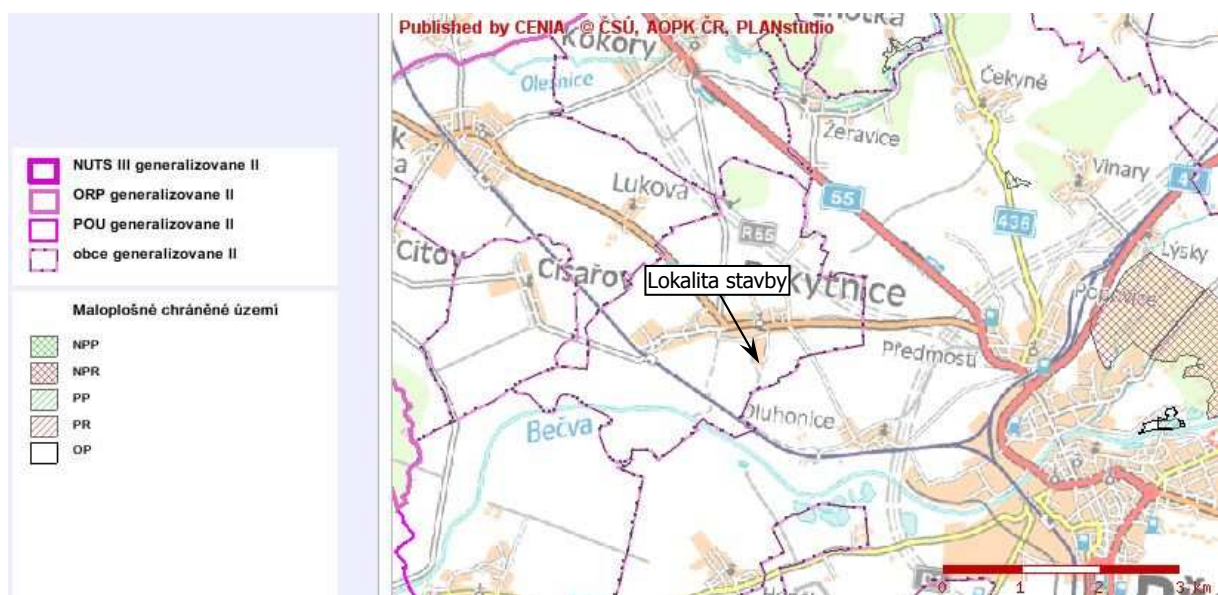 Published by CENIA © ČSÚ, AOPK ČR, PLANstudio
NUTS III generalizovane II
ORP generalizovane II
POU generalizovane II
obce generalizovane II
Maloplošné chráněné území
NPP
NPR
PP
PR
OP
Kokory
Olešnice
Čekyně
Žeravice
Vinary
Luková
55
436
R55
Lýsky
Citov
Císařov
Lokalita stavby
Popovice
Předmostí
Dluhonice
Bečva
0 1 2 3 km